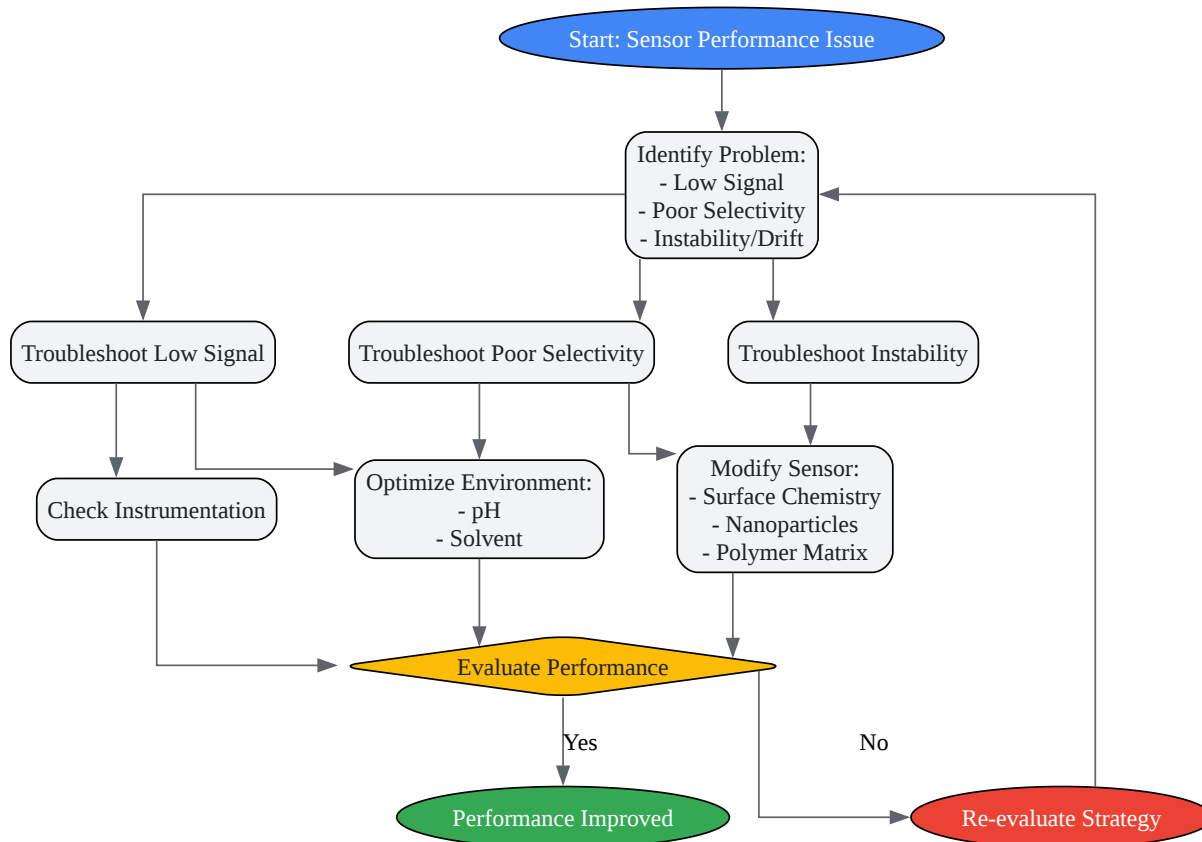 Start: Sensor Performance Issue
Identify Problem:
- Low Signal
- Poor Selectivity
- Instability/Drift
Troubleshoot Low Signal
Troubleshoot Poor Selectivity
Troubleshoot Instability
Check Instrumentation
Optimize Environment:
- pH
- Solvent
Modify Sensor:
- Surface Chemistry
- Nanoparticles
- Polymer Matrix
Evaluate Performance
Yes
No
Performance Improved
Re-evaluate Strategy